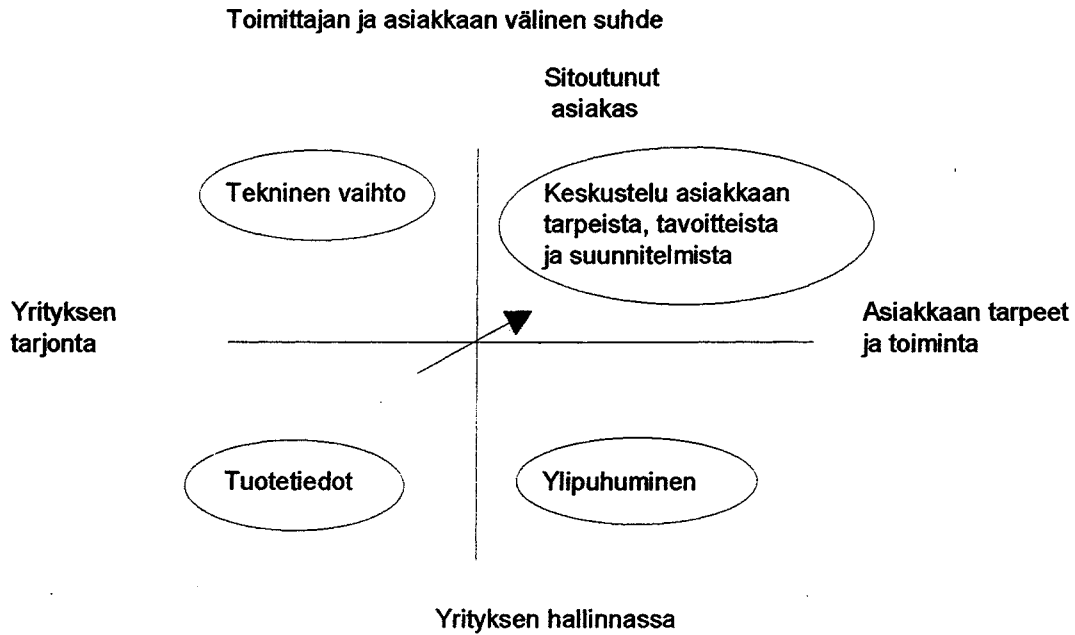 Toimittajan ja asiakkaan välinen suhde
Sitoutunut
asiakas
Tekninen vaihto
Keskustelu asiakkaan
tarpeista, tavoitteista
ja suunnitelmista
Yrityksen
tarjonta
Asiakkaan tarpeet
ja toiminta
Tuotetiedot
Ylipuhuminen
Yrityksen hallinnassa